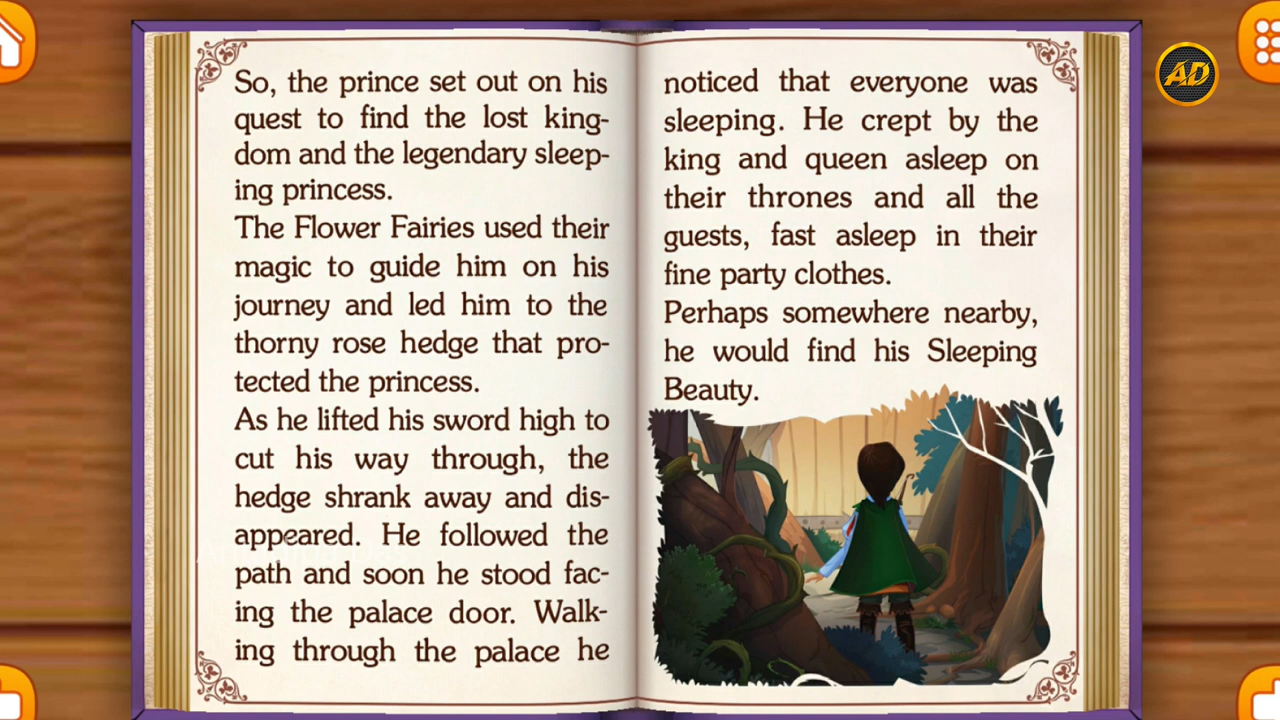 So, the prince set out on his
quest to find the lost king-
dom and the legendary sleep-
ing princess.
The Flower Fairies used their
magic to guide him on his
journey and led him to the
thorny rose hedge that pro-
tected the princess.
As he lifted his sword high to
cut his way through, the
hedge shrank away and dis-
appeared. He followed the
path and soon he stood fac-
ing the palace door. Walk-
ing through the palace he
noticed that everyone was
sleeping. He crept by the
king and queen asleep on
their thrones and all the
guests, fast asleep in their
fine party clothes.
Perhaps somewhere nearby,
he would find his Sleeping
Beauty.
AD